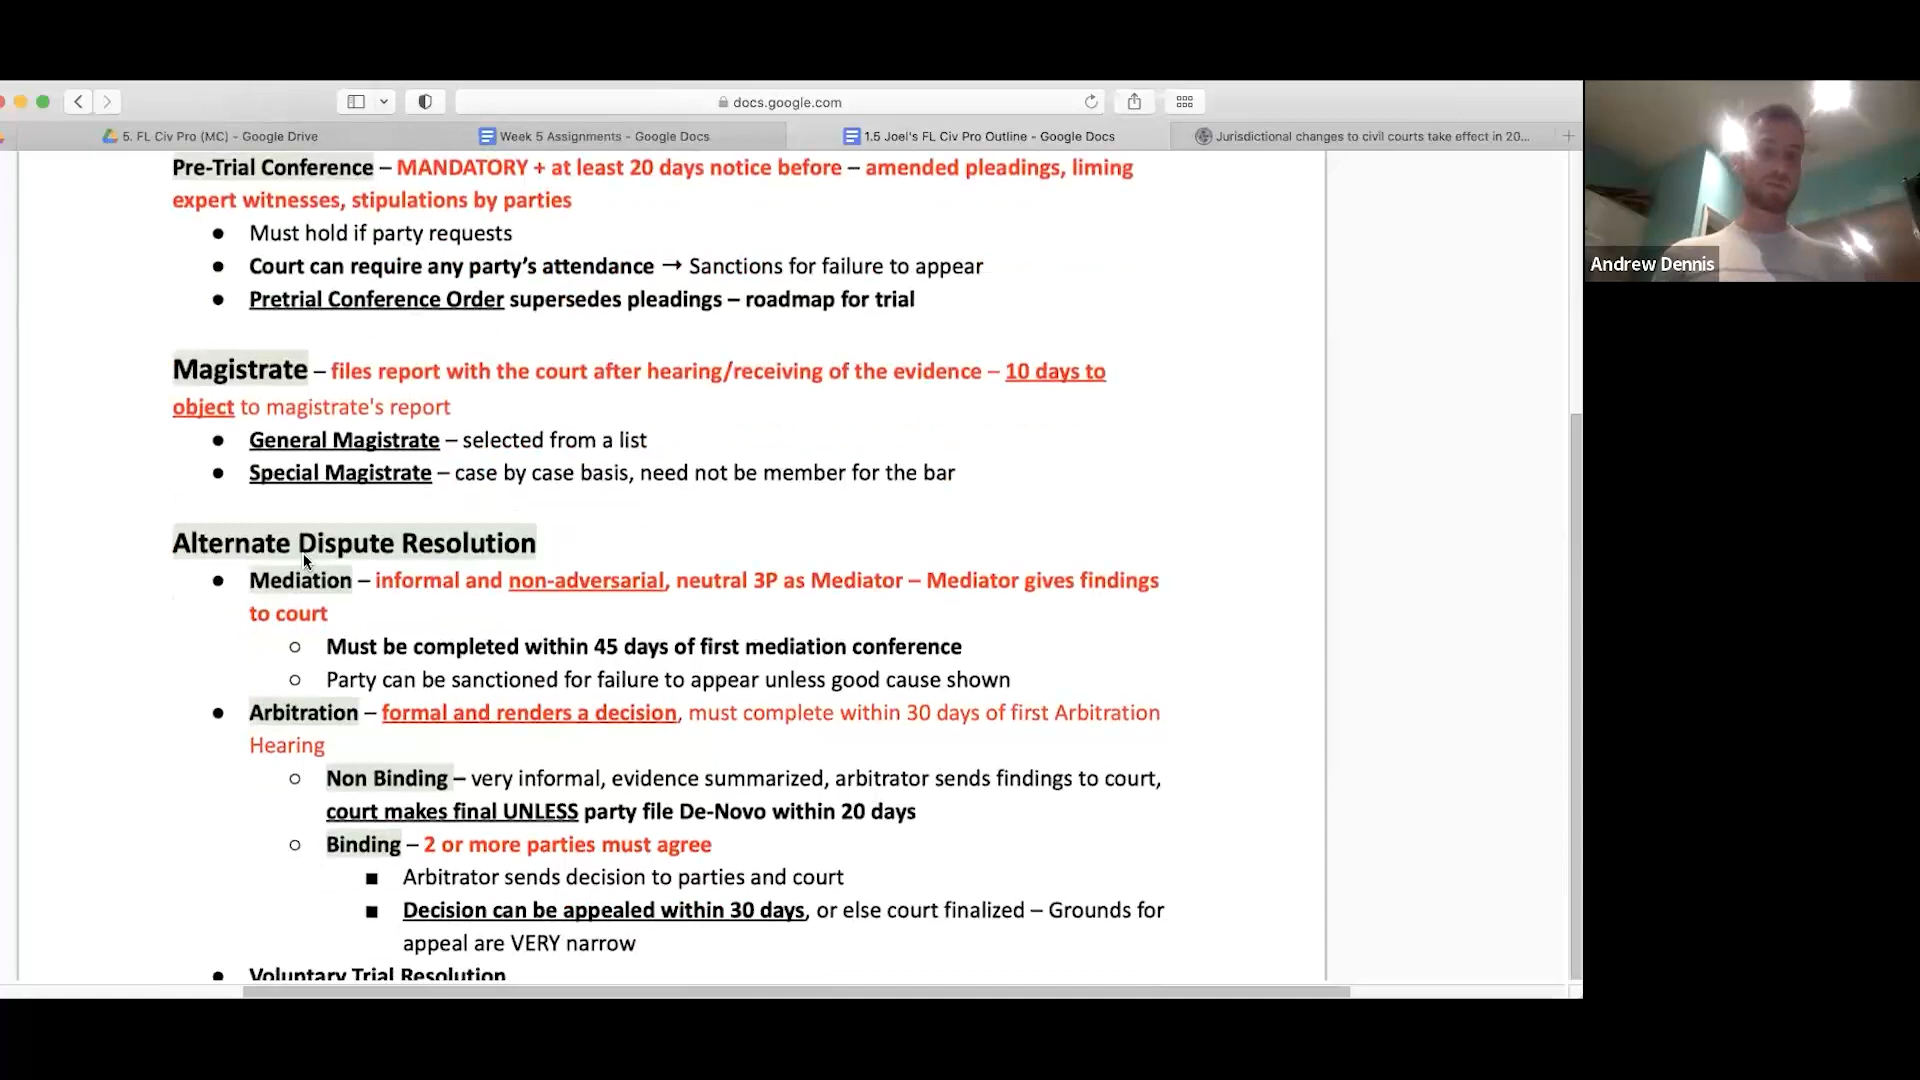 docs.google.com
5. FL Civ Pro (MC) - Google Drive
Week 5 Assignments - Google Docs
1.5 Joel's FL Civ Pro Outline - Google Docs
Jurisdictional changes to civil courts take effect in 20...
Pre-Trial Conference – MANDATORY + at least 20 days notice before – amended pleadings, liming
expert witnesses, stipulations by parties
● Must hold if party requests
● Court can require any party's attendance → Sanctions for failure to appear
● Pretrial Conference Order supersedes pleadings – roadmap for trial
Magistrate – files report with the court after hearing/receiving of the evidence – 10 days to
object to magistrate's report
● General Magistrate – selected from a list
● Special Magistrate – case by case basis, need not be member for the bar
Alternate Dispute Resolution
● Mediation – informal and non-adversarial, neutral 3P as Mediator – Mediator gives findings
to court
○ Must be completed within 45 days of first mediation conference
○ Party can be sanctioned for failure to appear unless good cause shown
● Arbitration – formal and renders a decision, must complete within 30 days of first Arbitration
Hearing
○ Non Binding – very informal, evidence summarized, arbitrator sends findings to court,
court makes final UNLESS party file De-Novo within 20 days
○ Binding – 2 or more parties must agree
■ Arbitrator sends decision to parties and court
■ Decision can be appealed within 30 days, or else court finalized – Grounds for
appeal are VERY narrow
● Voluntary Trial Resolution
Andrew Dennis